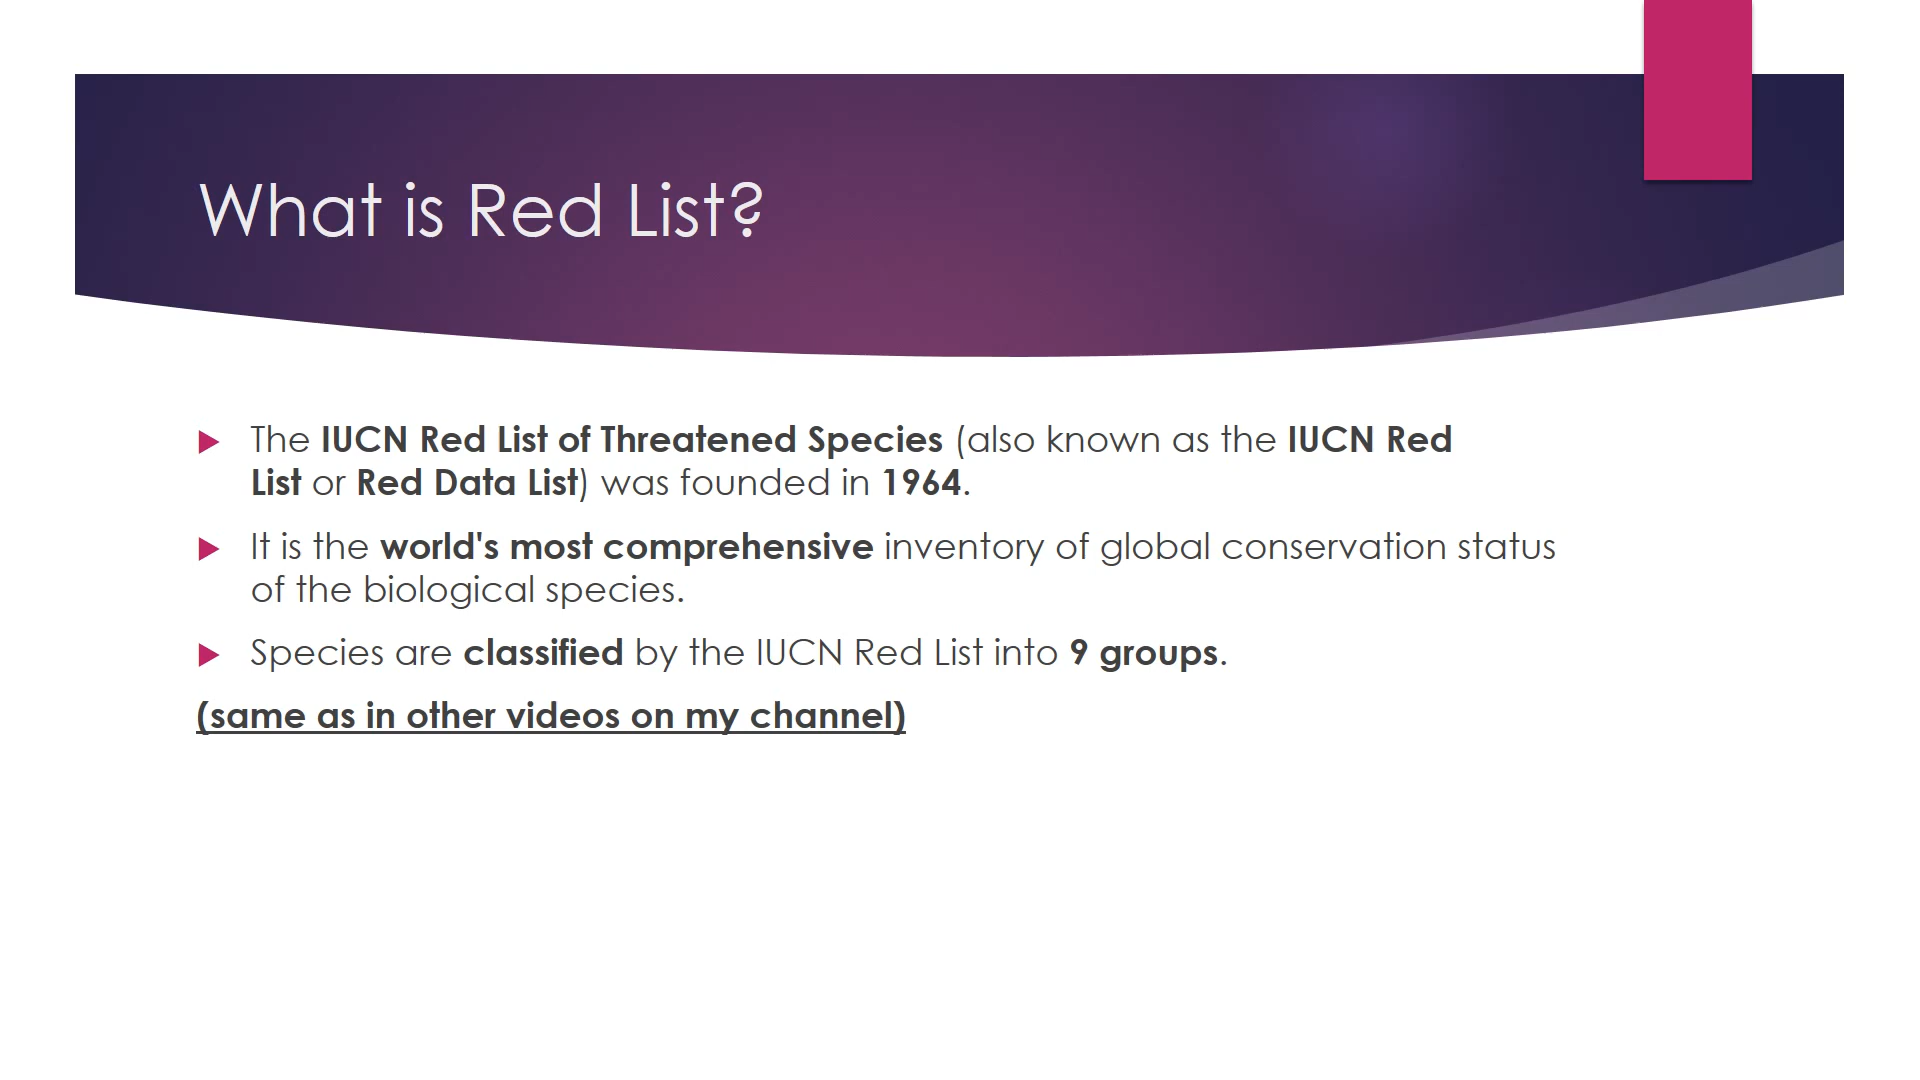 What is Red List?
The IUCN Red List of Threatened Species (also known as the IUCN Red
List or Red Data List) was founded in 1964.
It is the world's most comprehensive inventory of global conservation status
of the biological species.
Species are classified by the IUCN Red List into 9 groups.
(same as in other videos on my channel)